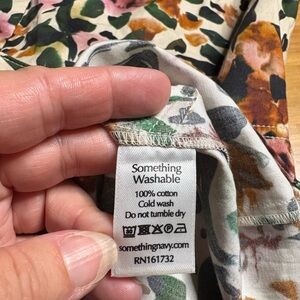 Something
Washable
100% cotton
Cold wash
Do not tumble dry
somethingnavy.com
RN161732